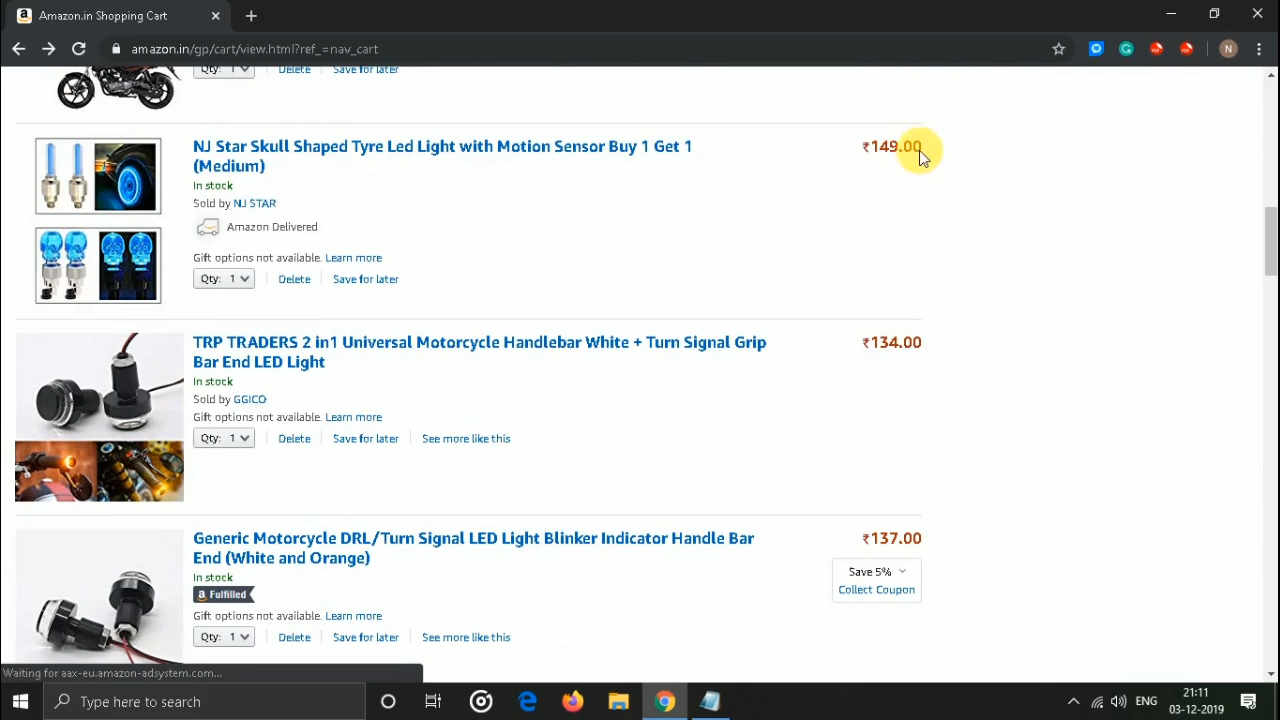 Amazon.in Shopping Cart
amazon.in/gp/cart/view.html?ref_=nav_cart
N
Qty: 1 Delete Save for later
NJ Star Skull Shaped Tyre Led Light with Motion Sensor Buy 1 Get 1 ₹149.00
(Medium)
In stock
Sold by NJ STAR
Amazon Delivered
Gift options not available. Learn more
Qty: 1 Delete Save for later
TRP TRADERS 2 in1 Universal Motorcycle Handlebar White + Turn Signal Grip ₹134.00
Bar End LED Light
In stock
Sold by GGICO
Gift options not available. Learn more
Qty: 1 Delete Save for later See more like this
Generic Motorcycle DRL/Turn Signal LED Light Blinker Indicator Handle Bar ₹137.00
End (White and Orange)
Save 5%
In stock
Collect Coupon
a Fulfilled
Gift options not available. Learn more
Qty: 1 Delete Save for later See more like this
Waiting for aax-eu.amazon-adsystem.com...
Type here to search
ENG
21:11
03-12-2019